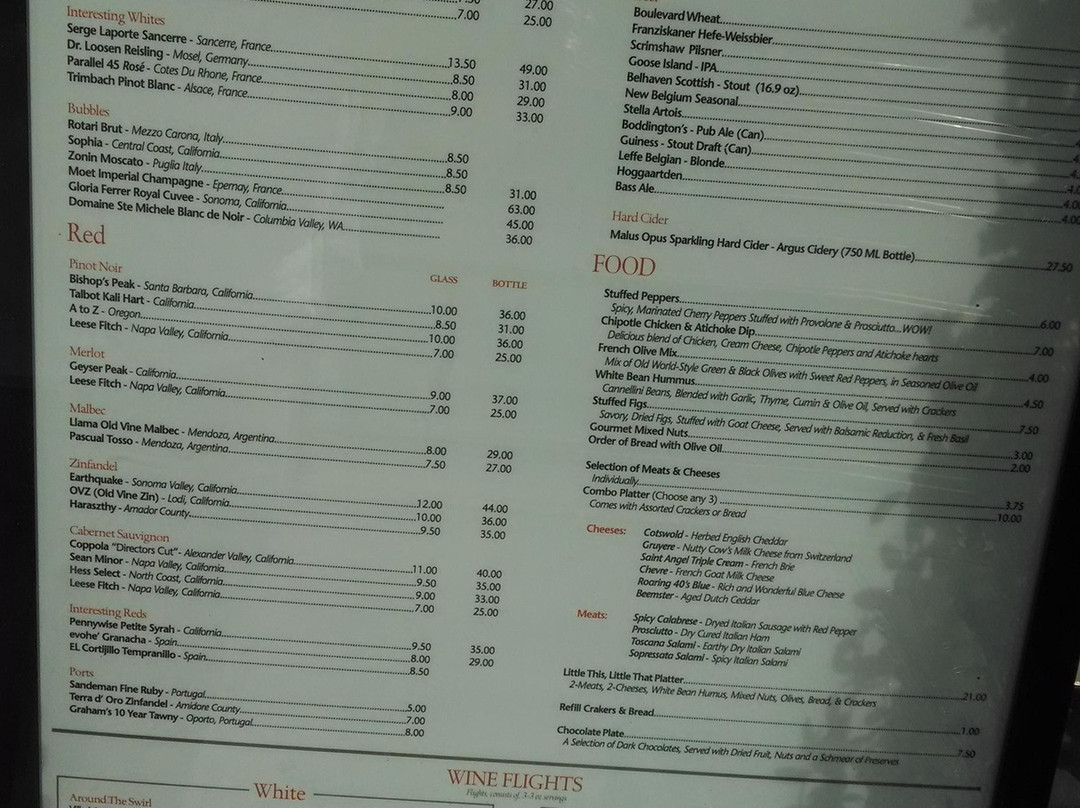 7.00 25.00
27.00
Interesting Whites
Serge Laporte Sancerre - Sancerre, France 13.50 49.00
Dr. Loosen Reisling - Mosel, Germany 8.50 31.00
Parallel 45 Rosé - Cotes Du Rhone, France 8.00 29.00
Trimbach Pinot Blanc - Alsace, France 9.00 33.00
Bubbles
Rotari Brut - Mezzo Carona, Italy 8.50
Sophia - Central Coast, California 8.50
Zonin Moscato - Puglia Italy 8.50 31.00
Moet Imperial Champagne - Epernay, France 63.00
Gloria Ferrer Royal Cuvee - Sonoma, California 45.00
Domaine Ste Michele Blanc de Noir - Columbia Valley, WA 36.00
Red
Pinot Noir GLASS BOTTLE
Bishop's Peak - Santa Barbara, California 10.00 36.00
Talbot Kali Hart - California 8.50 31.00
A to Z - Oregon 10.00 36.00
Leese Fitch - Napa Valley, California 7.00 25.00
Merlot
Geyser Peak - California 9.00 37.00
Leese Fitch - Napa Valley, California 7.00 25.00
Malbec
Llama Old Vine Malbec - Mendoza, Argentina 8.00 29.00
Pascual Tosso - Mendoza, Argentina 7.50 27.00
Zinfandel
Earthquake - Sonoma Valley, California 12.00 44.00
OVZ (Old Vine Zin) - Lodi, California 10.00 36.00
Haraszthy - Amador County 9.50 35.00
Cabernet Sauvignon
Coppola "Directors Cut"- Alexander Valley, California 11.00 40.00
Sean Minor - Napa Valley, California 9.50 35.00
Hess Select - North Coast, California 9.00 33.00
Leese Fitch - Napa Valley, California 7.00 25.00
Interesting Reds
Pennywise Petite Syrah - California 9.50 35.00
evohe' Granacha - Spain 8.00 29.00
EL Cortijillo Tempranillo - Spain 8.50
Ports
Sandeman Fine Ruby - Portugal 5.00
Terra d' Oro Zinfandel - Amidore County 7.00
Graham's 10 Year Tawny - Oporto, Portugal 8.00
Boulevard Wheat
Franziskaner Hefe-Weissbier
Scrimshaw Pilsner
Goose Island - IPA
Belhaven Scottish - Stout (16.9 oz)
New Belgium Seasonal
Stella Artois
Boddington's - Pub Ale (Can)
Guiness - Stout Draft (Can)
Leffe Belgian - Blonde
Hoggaartden
Bass Ale 4.00
Hard Cider
Malus Opus Sparkling Hard Cider - Argus Cidery (750 ML Bottle) 27.50
FOOD
Stuffed Peppers 6.00
Spicy, Marinated Cherry Peppers Stuffed with Provolone & Prosciutto...WOW!
Chipotle Chicken & Atichoke Dip 7.00
Delicious blend of Chicken, Cream Cheese, Chipotle Peppers and Atichoke hearts
French Olive Mix 4.00
Mix of Old World-Style Green & Black Olives with Sweet Red Peppers, in Seasoned Olive Oil
White Bean Hummus 4.50
Cannellini Beans, Blended with Garlic, Thyme, Cumin & Olive Oil, Served with Crackers
Stuffed Figs 7.50
Savory, Dried Figs, Stuffed with Goat Cheese, Served with Balsamic Reduction, & Fresh Basil
Gourmet Mixed Nuts 3.00
Order of Bread with Olive Oil 2.00
Selection of Meats & Cheeses
Individually 3.75
Combo Platter (Choose any 3) 10.00
Comes with Assorted Crackers or Bread
Cheeses: Cotswold - Herbed English Cheddar
Gruyere - Nutty Cow's Milk Cheese from Switzerland
Saint Angel Triple Cream - French Brie
Chevre - French Goat Milk Cheese
Roaring 40's Blue - Rich and Wonderful Blue Cheese
Beemster - Aged Dutch Ceddar
Meats: Spicy Calabrese - Dryed Italian Sausage with Red Pepper
Prosciutto - Dry Cured Italian Ham
Toscana Salami - Earthy Dry Italian Salami
Sopressata Salami - Spicy Italian Salami
Little This, Little That Platter 21.00
2-Meats, 2-Cheeses, White Bean Humus, Mixed Nuts, Olives, Bread, & Crackers
Refill Crakers & Bread 1.00
Chocolate Plate 7.50
A Selection of Dark Chocolates, Served with Dried Fruit, Nuts and a Schmear of Preserves
WINE FLIGHTS
Flights, consists of 3-3 oz servings
White
Around The Swirl